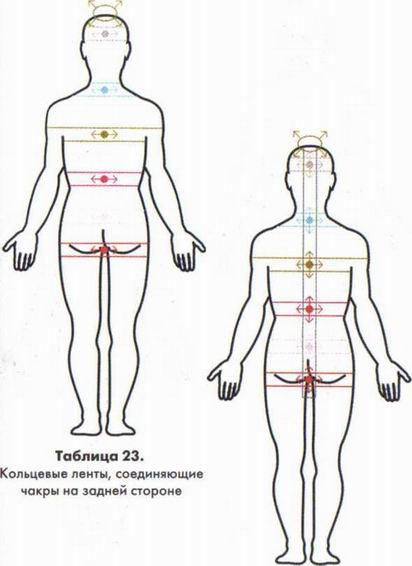 Таблица 23.
Кольцевые ленты, соединяющие
чакры на задней стороне